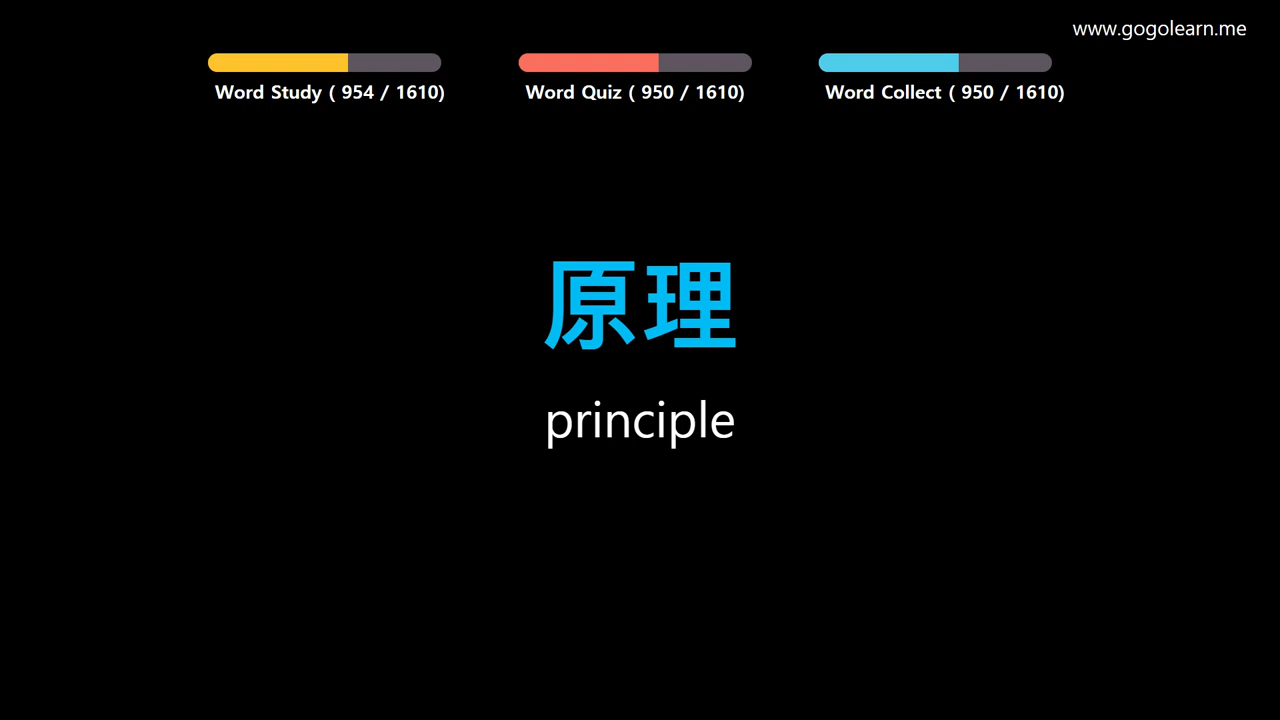 www.gogolearn.me
Word Study ( 954 / 1610)
Word Quiz ( 950 / 1610)
Word Collect ( 950 / 1610)
原理
principle